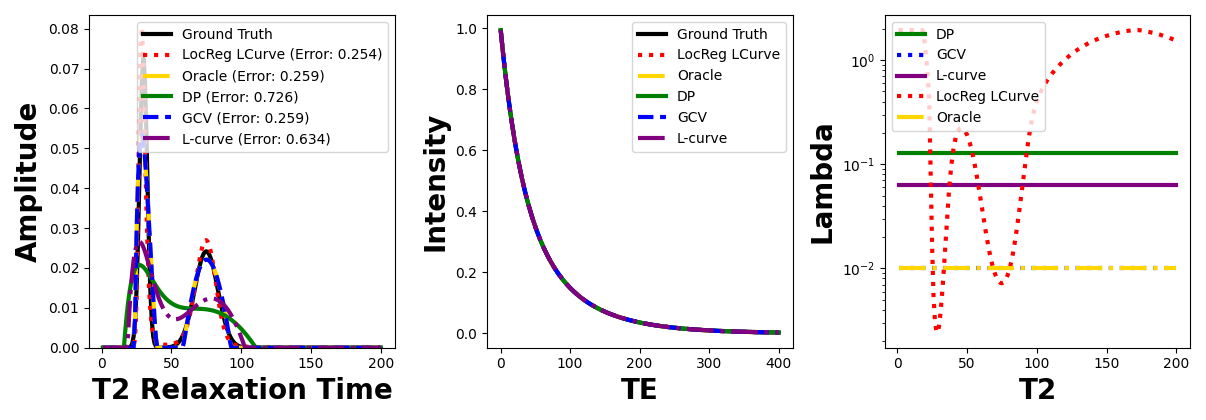 Amplitude
0.08
0.07
0.06
0.05
0.04
0.03
0.02
0.01
0.00
Ground Truth
LocReg LCurve (Error: 0.254)
Oracle (Error: 0.259)
DP (Error: 0.726)
GCV (Error: 0.259)
L-curve (Error: 0.634)
0 50 100 150 200
T2 Relaxation Time
Intensity
1.0
0.8
0.6
0.4
0.2
0.0
Ground Truth
LocReg LCurve
Oracle
DP
GCV
L-curve
0 100 200 300 400
TE
Lambda
10^0
10^-1
10^-2
DP
GCV
L-curve
LocReg LCurve
Oracle
0 50 100 150 200
T2